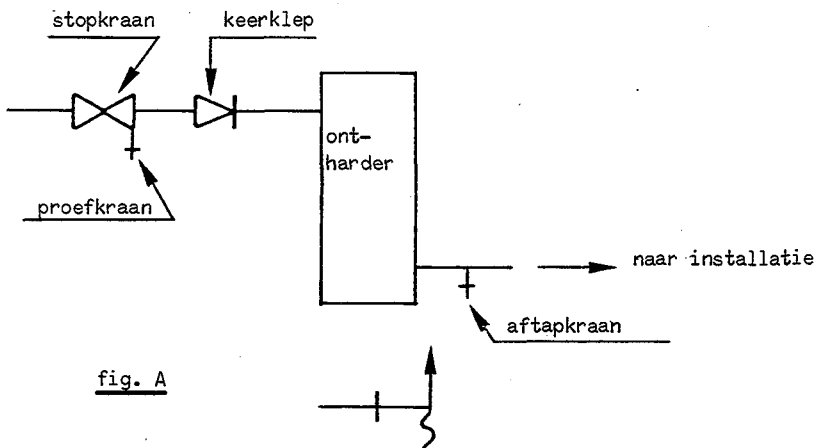 stopkraan
keerklep
ont-
harder
proefkraan
naar installatie
aftapkraan
fig. A